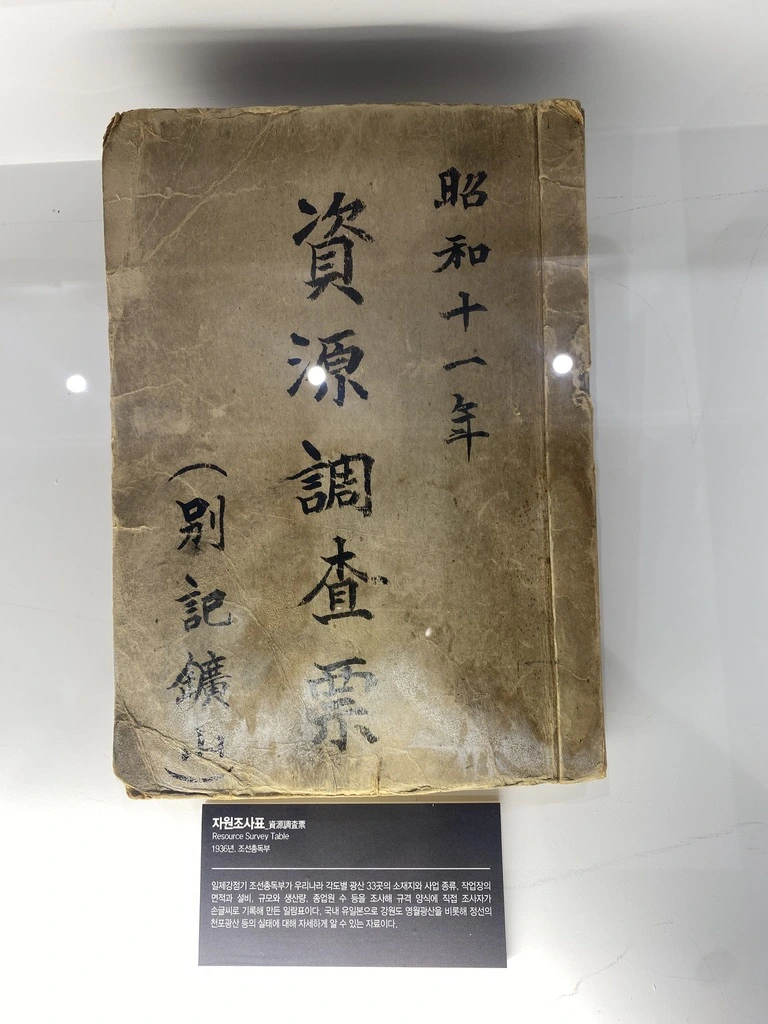 昭和十一年
資源調査票
(別記鑛山)
자원조사표_資源調査票
Resource Survey Table
1936년, 조선총독부
일제강점기 조선총독부가 우리나라 각도별 광산 33곳의 소재지와 사업 종류, 작업장의
면적과 설비, 규모와 생산량, 종업원 수 등을 조사해 규격 양식에 직접 조사자가
손글씨로 기록해 만든 일람표이다. 국내 유일본으로 강원도 영월광산을 비롯해 정선의
천포광산 등의 실태에 대해 자세하게 알 수 있는 자료이다.